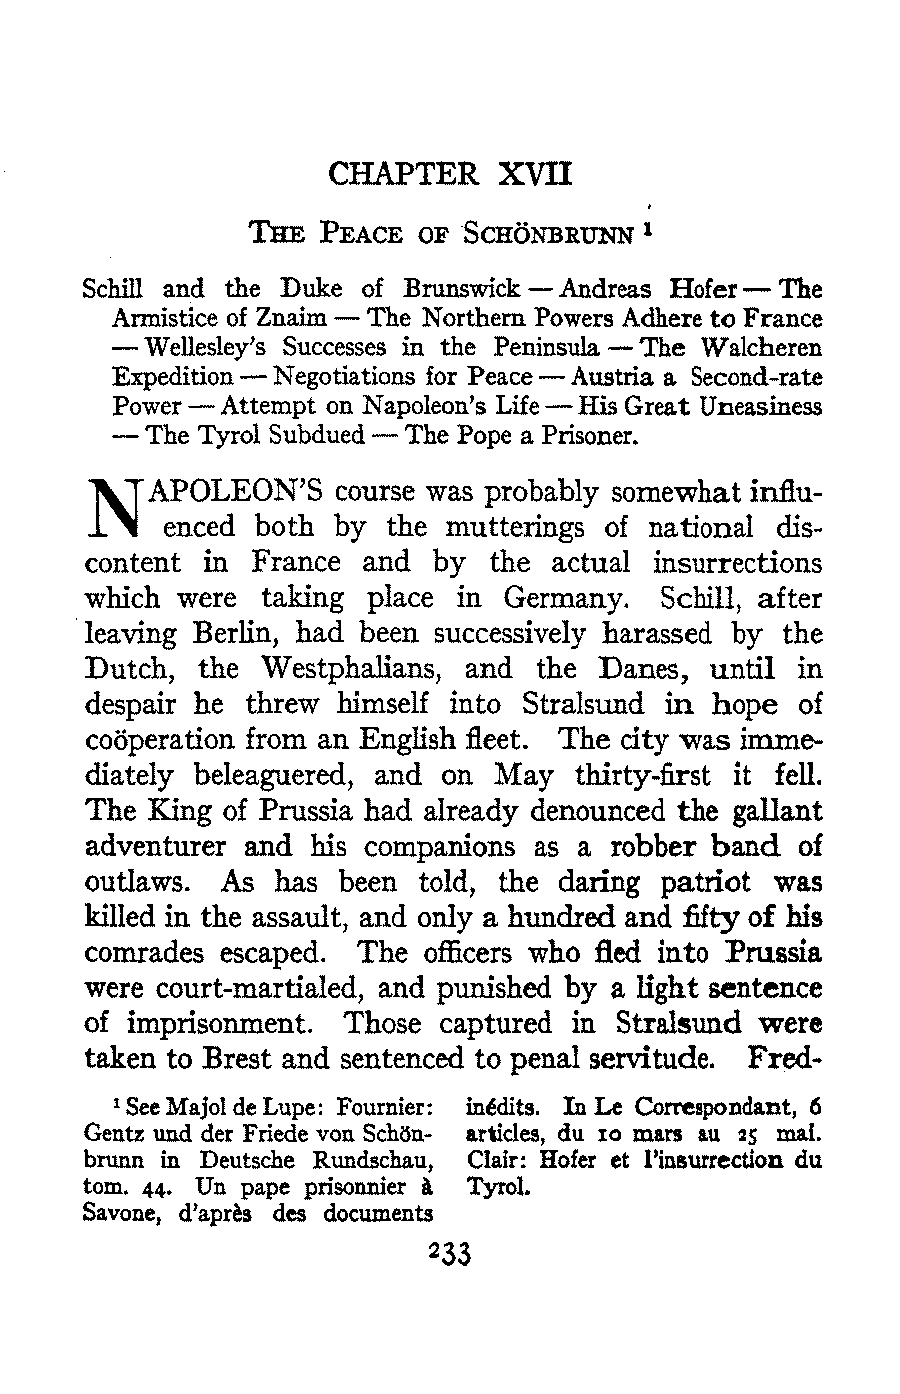 CHAPTER XVII
THE PEACE OF SCHÖNBRUNN ¹
Schill and the Duke of Brunswick — Andreas Hofer — The
Armistice of Znaim — The Northern Powers Adhere to France
— Wellesley's Successes in the Peninsula — The Walcheren
Expedition — Negotiations for Peace — Austria a Second-rate
Power — Attempt on Napoleon's Life — His Great Uneasiness
— The Tyrol Subdued — The Pope a Prisoner.
NAPOLEON'S course was probably somewhat influ-
enced both by the mutterings of national dis-
content in France and by the actual insurrections
which were taking place in Germany. Schill, after
leaving Berlin, had been successively harassed by the
Dutch, the Westphalians, and the Danes, until in
despair he threw himself into Stralsund in hope of
coöperation from an English fleet. The city was imme-
diately beleaguered, and on May thirty-first it fell.
The King of Prussia had already denounced the gallant
adventurer and his companions as a robber band of
outlaws. As has been told, the daring patriot was
killed in the assault, and only a hundred and fifty of his
comrades escaped. The officers who fled into Prussia
were court-martialed, and punished by a light sentence
of imprisonment. Those captured in Stralsund were
taken to Brest and sentenced to penal servitude. Fred-
¹ See Majol de Lupe: Fournier:
Gentz und der Friede von Schön-
brunn in Deutsche Rundschau,
tom. 44. Un pape prisonnier à
Savone, d'après des documents
inédits. In Le Correspondant, 6
articles, du 10 mars au 25 mai.
Clair: Hofer et l'insurrection du
Tyrol.
233